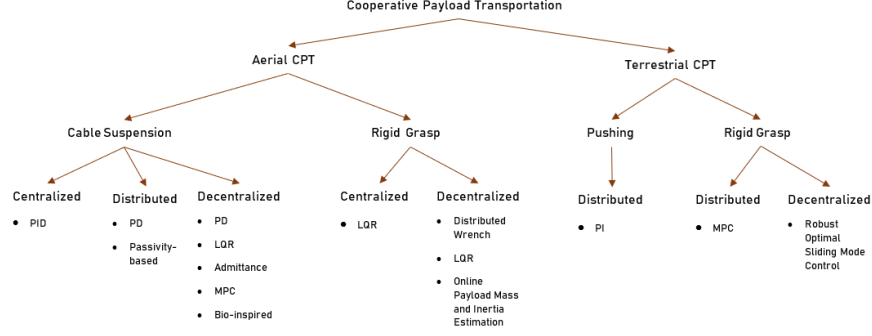 Cooperative Payload Transportation
Aerial CPT
Terrestrial CPT
Cable Suspension
Rigid Grasp
Pushing
Rigid Grasp
Centralized
• PID
Distributed
• PD
• Passivity-
based
Decentralized
• PD
• LQR
• Admittance
• MPC
• Bio-inspired
Centralized
• LQR
Decentralized
• Distributed
Wrench
• LQR
• Online
Payload Mass
and Inertia
Estimation
Distributed
• PI
Distributed
• MPC
Decentralized
• Robust
Optimal
Sliding Mode
Control